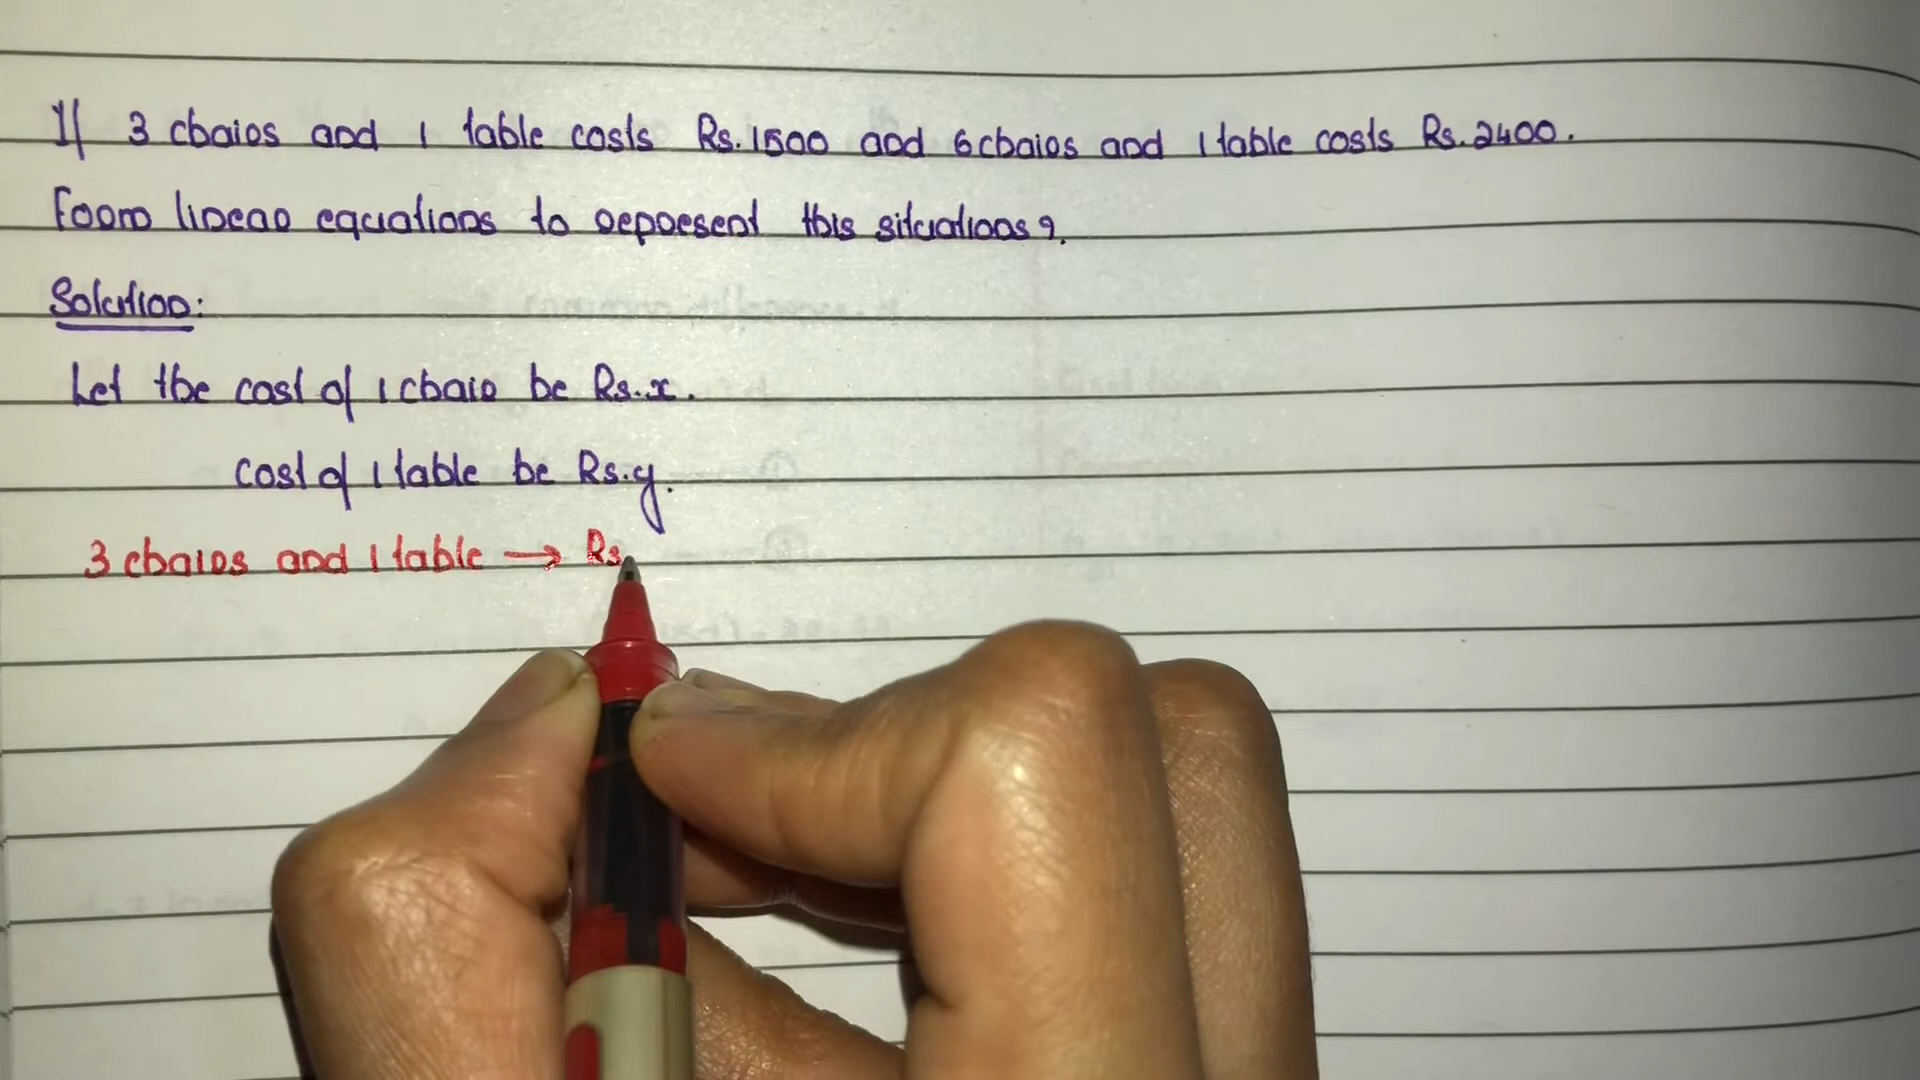 If 3 chairs and 1 table costs Rs.1500 and 6 chairs and 1 table costs Rs.2400.
Form linear equations to represent this situations?.
Solution:
Let the cost of 1 chair be Rs.x.
cost of 1 table be Rs.y.
3 chairs and 1 table → Rs.